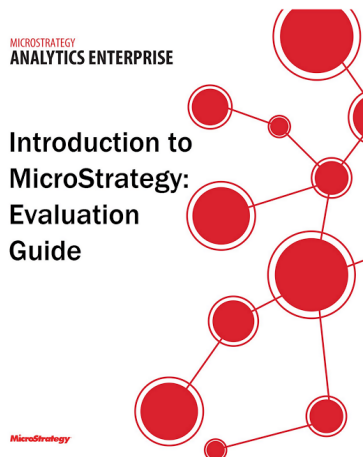 MICROSTRATEGY
ANALYTICS ENTERPRISE
Introduction to
MicroStrategy:
Evaluation
Guide
MicroStrategy